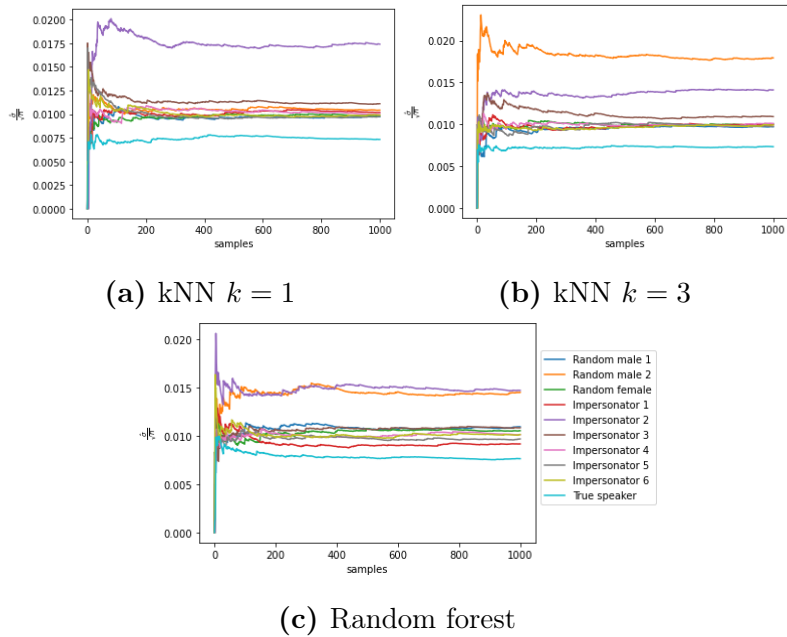 0.0200
0.0175
0.0150
0.0125
0.0100
0.0075
0.0050
0.0025
0.0000
0 200 400 600 800 1000
samples
(a) kNN k = 1
0.020
0.015
0.010
0.005
0.000
0 200 400 600 800 1000
samples
(b) kNN k = 3
0.020
0.015
0.010
0.005
0.000
0 200 400 600 800 1000
samples
Random male 1
Random male 2
Random female
Impersonator 1
Impersonator 2
Impersonator 3
Impersonator 4
Impersonator 5
Impersonator 6
True speaker
(c) Random forest